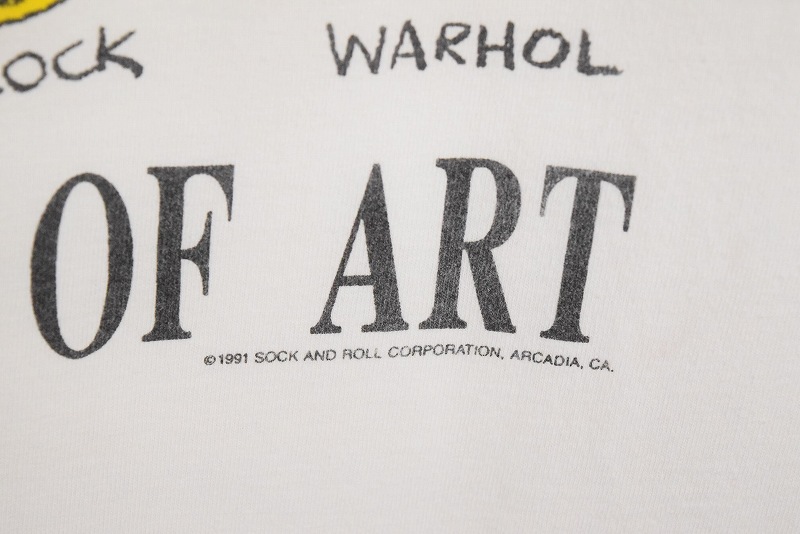 OCK WARHOL
OF ART
©1991 SOCK AND ROLL CORPORATION, ARCADIA, CA.